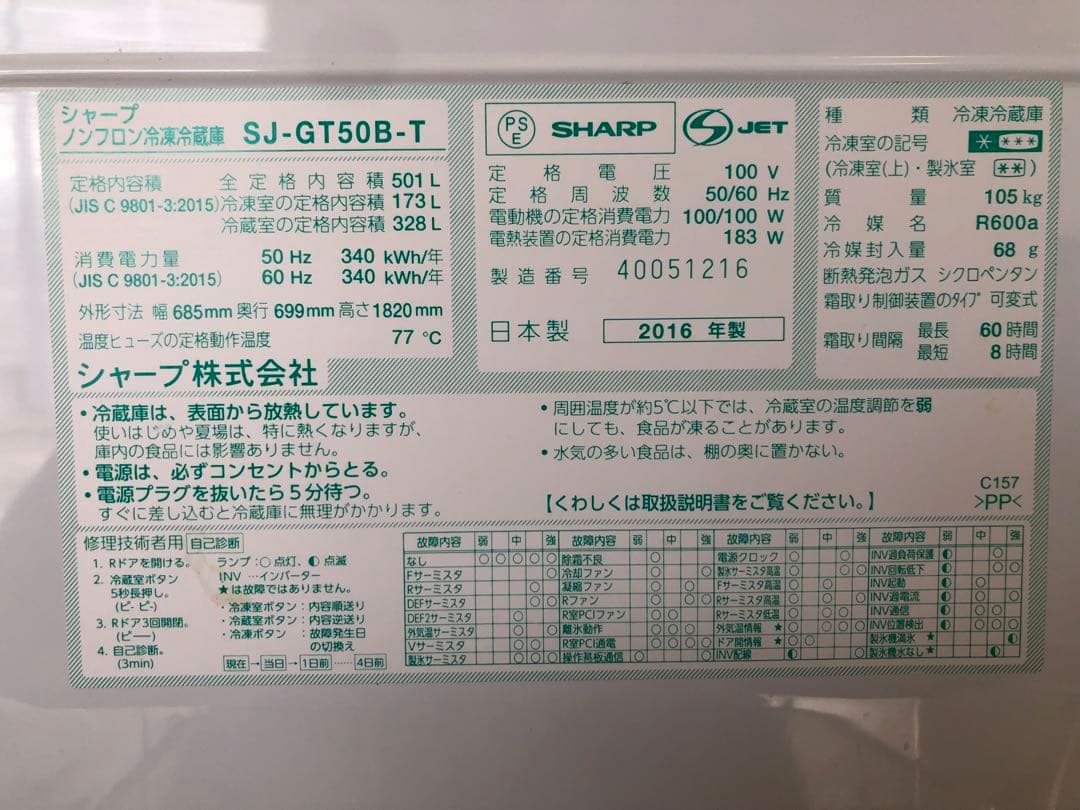 シャープ
ノンフロン冷凍冷蔵庫 SJ-GT50B-T
定格内容積 全定格内容積 501 L
(JIS C 9801-3:2015) 冷凍室の定格内容積 173 L
冷蔵室の定格内容積 328 L
消費電力量 50 Hz 340 kWh/年
(JIS C 9801-3:2015) 60 Hz 340 kWh/年
外形寸法 幅 685mm 奥行 699mm 高さ 1820mm
温度ヒューズの定格動作温度 77 ℃
シャープ株式会社
PSE SHARP S JET
定格電圧 100 V
定格周波数 50/60 Hz
電動機の定格消費電力 100/100 W
電熱装置の定格消費電力 183 W
製造番号 40051216
日本製 2016 年製
種類 冷凍冷蔵庫
冷凍室の記号 * ***
(冷凍室(上)・製氷室 **)
質量 105 kg
冷媒名 R600a
冷媒封入量 68 g
断熱発泡ガス シクロペンタン
霜取り制御装置のタイプ 可変式
霜取り間隔 最長 60 時間
最短 8 時間
・冷蔵庫は、表面から放熱しています。
使いはじめや夏場は、特に熱くなりますが、
庫内の食品には影響ありません。
・電源は、必ずコンセントからとる。
・電源プラグを抜いたら5分待つ。
すぐに差し込むと冷蔵庫に無理がかかります。
・周囲温度が約5℃以下では、冷蔵室の温度調節を弱
にしても、食品が凍ることがあります。
・水気の多い食品は、棚の奥に置かない。
【くわしくは取扱説明書をご覧ください。】
C157
>PP<
修理技術者用 自己診断
1. Rドアを開ける。
2. 冷蔵室ボタン
5秒長押し。
(ピ-ピ-)
3. Rドア3回開閉。
(ピ―)
4. 自己診断。
(3min)
ランプ:○ 点灯、◐ 点滅
INV …インバーター
★は故障ではありません。
・冷凍室ボタン:内容順送り
・冷蔵室ボタン:内容逆送り
・冷凍ボタン:故障発生日
の切換え
現在→当日→1日前……4日前
故障内容 弱 中 強 故障内容 弱 中 強 故障内容 弱 中 強 故障内容 弱 中 強
なし
Fサーミスタ
Rサーミスタ
DEFサーミスタ
DEF2サーミスタ
外気温サーミスタ
Vサーミスタ
製氷サーミスタ
除霜不良
冷却ファン
凝縮ファン
Rファン
R室PCIファン
離氷動作
R室PCI通電
操作基板通信
電源クロック
製氷サーミスタ高温
Fサーミスタ高温
Rサーミスタ高温
Rサーミスタ低温
外気温情報 ★
ドア開情報 ★
INV配線
INV過負荷保護
INV回転低下
INV起動
INV過電流
INV通信
INV位置検出
製氷機満氷 ★
製氷機水なし ★